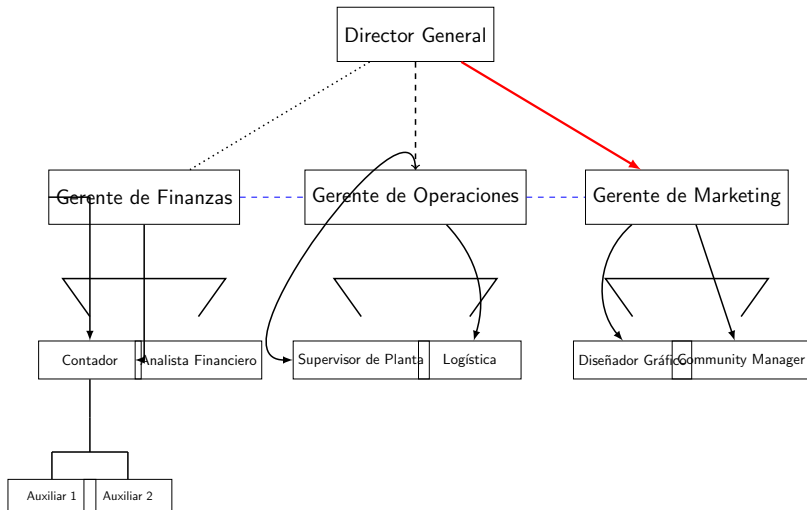 Director General
Gerente de Finanzas
Gerente de Operaciones
Gerente de Marketing
Contador
Analista Financiero
Supervisor de Planta
Logística
Diseñador Gráfico
Community Manager
Auxiliar 1
Auxiliar 2